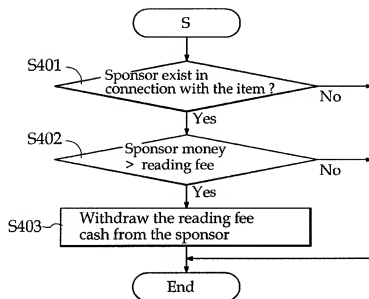 S
S401
Sponsor exist in
connection with the item ?
No
Yes
S402
Sponsor money
> reading fee
No
Yes
S403
Withdraw the reading fee
cash from the sponsor
End